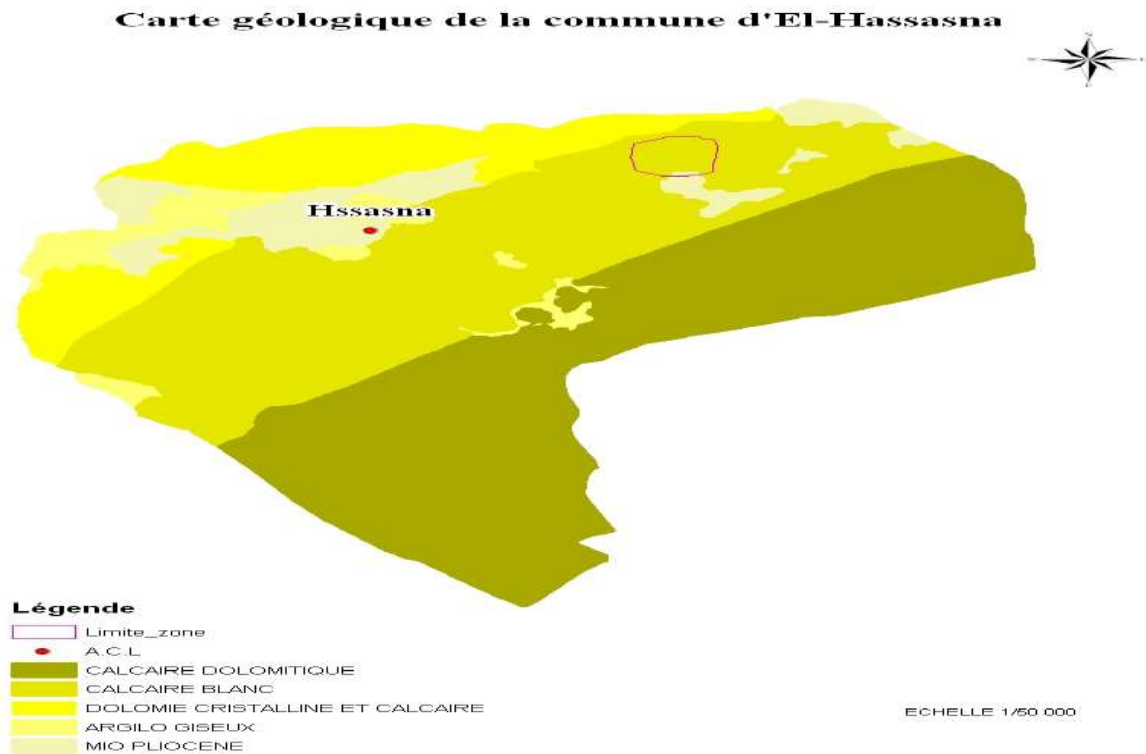 Carte géologique de la commune d'El-Hassasna
N
W
E
S
Hssasna
Légende
Limite_zone
A.C.L
CALCAIRE DOLOMITIQUE
CALCAIRE BLANC
DOLOMIE CRISTALLINE ET CALCAIRE
ARGILO GISEUX
MIO PLIOCENE
ECHELLE 1/50 000